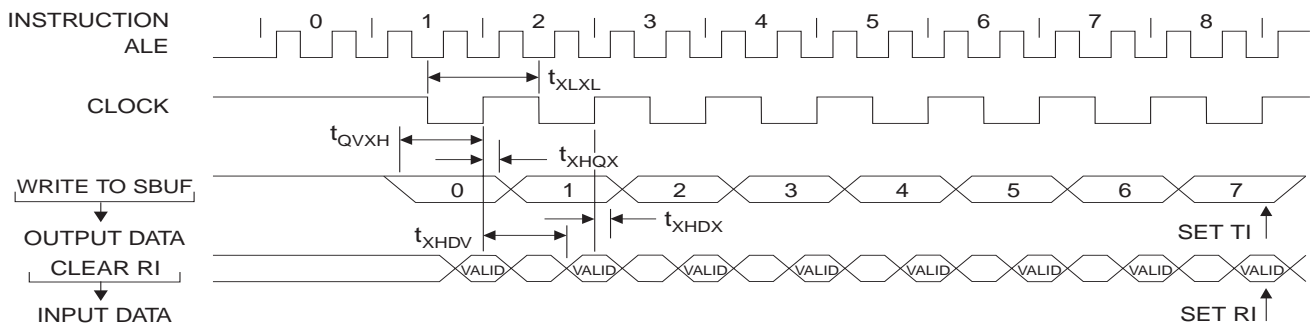 INSTRUCTION 0 1 2 3 4 5 6 7 8
ALE
tXLXL
CLOCK
tQVXH
tXHQX
WRITE TO SBUF 0 1 2 3 4 5 6 7
tXHDX
OUTPUT DATA tXHDV SET TI
CLEAR RI VALID VALID VALID VALID VALID VALID VALID VALID
INPUT DATA SET RI